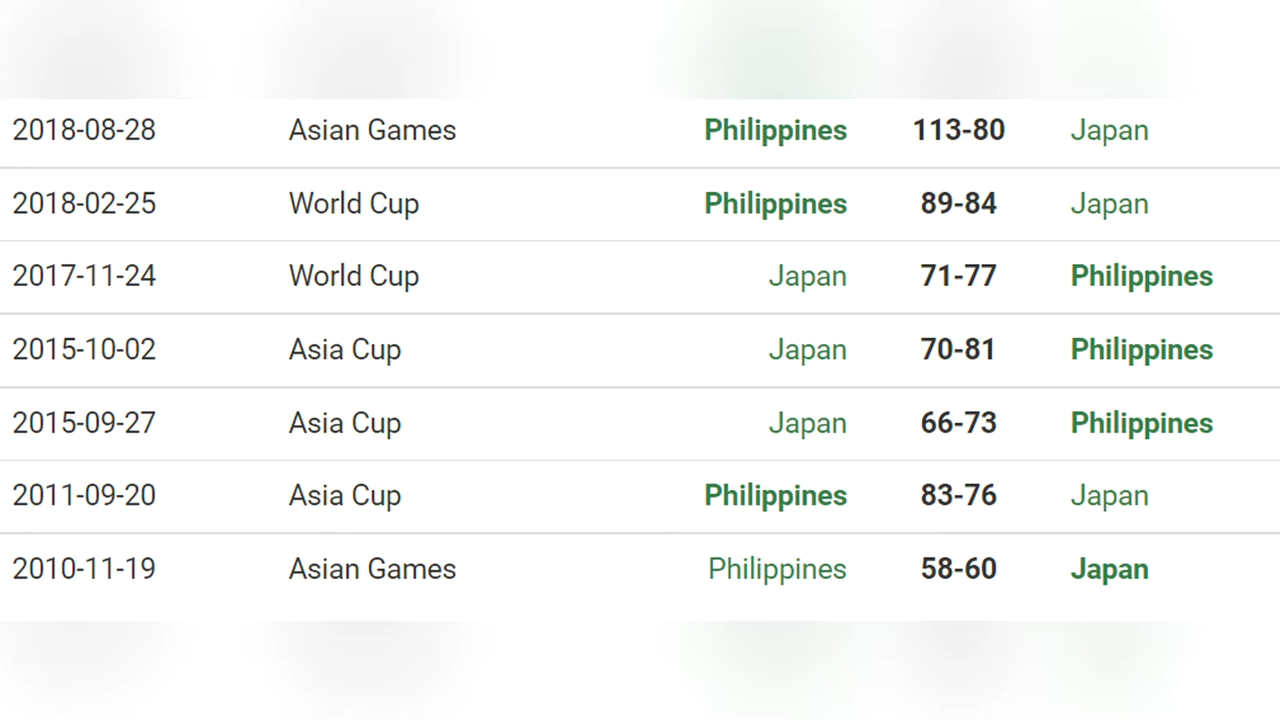 2018-08-28 Asian Games Philippines 113-80 Japan
2018-02-25 World Cup Philippines 89-84 Japan
2017-11-24 World Cup Japan 71-77 Philippines
2015-10-02 Asia Cup Japan 70-81 Philippines
2015-09-27 Asia Cup Japan 66-73 Philippines
2011-09-20 Asia Cup Philippines 83-76 Japan
2010-11-19 Asian Games Philippines 58-60 Japan